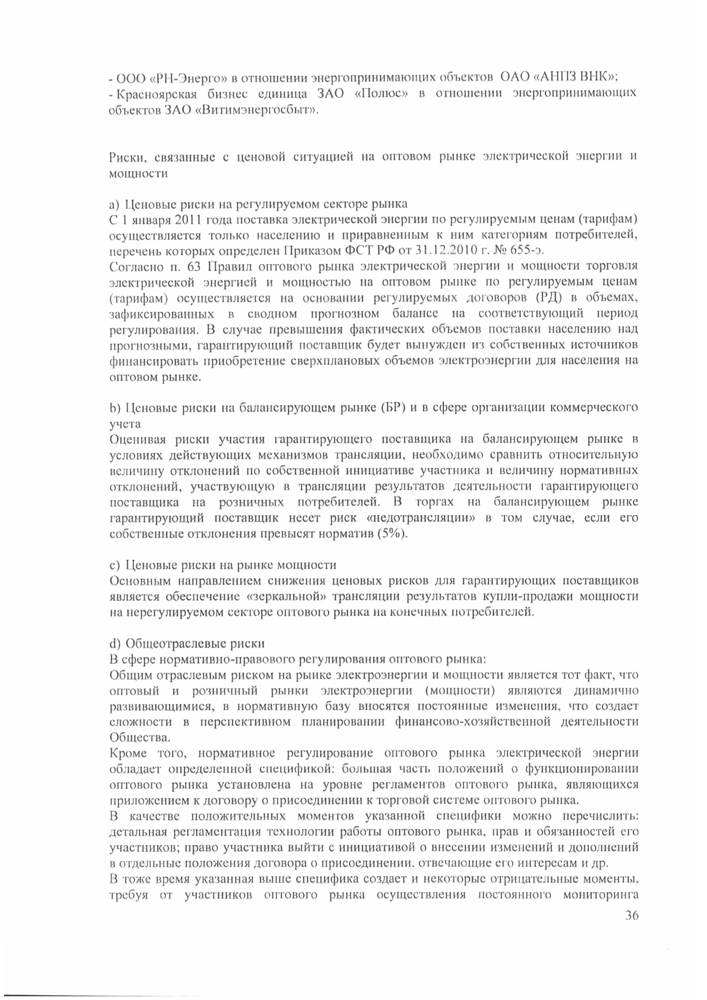 - ООО «РН-Энерго» в отношении энергопринимающих объектов ОАО «АНПЗ ВНК»;
- Красноярская бизнес единица ЗАО «Полюс» в отношении энергопринимающих
объектов ЗАО «Витимэнергосбыт».
Риски, связанные с ценовой ситуацией на оптовом рынке электрической энергии и
мощности
a) Ценовые риски на регулируемом секторе рынка
С 1 января 2011 года поставка электрической энергии по регулируемым ценам (тарифам)
осуществляется только населению и приравненным к ним категориям потребителей,
перечень которых определен Приказом ФСТ РФ от 31.12.2010 г. № 655-э.
Согласно п. 63 Правил оптового рынка электрической энергии и мощности торговля
электрической энергией и мощностью на оптовом рынке по регулируемым ценам
(тарифам) осуществляется на основании регулируемых договоров (РД) в объемах,
зафиксированных в сводном прогнозном балансе на соответствующий период
регулирования. В случае превышения фактических объемов поставки населению над
прогнозными, гарантирующий поставщик будет вынужден из собственных источников
финансировать приобретение сверхплановых объемов электроэнергии для населения на
оптовом рынке.
b) Ценовые риски на балансирующем рынке (БР) и в сфере организации коммерческого
учета
Оценивая риски участия гарантирующего поставщика на балансирующем рынке в
условиях действующих механизмов трансляции, необходимо сравнить относительную
величину отклонений по собственной инициативе участника и величину нормативных
отклонений, участвующую в трансляции результатов деятельности гарантирующего
поставщика на розничных потребителей. В торгах на балансирующем рынке
гарантирующий поставщик несет риск «недотрансляции» в том случае, если его
собственные отклонения превысят норматив (5%).
c) Ценовые риски на рынке мощности
Основным направлением снижения ценовых рисков для гарантирующих поставщиков
является обеспечение «зеркальной» трансляции результатов купли-продажи мощности
на нерегулируемом секторе оптового рынка на конечных потребителей.
d) Общеотраслевые риски
В сфере нормативно-правового регулирования оптового рынка:
Общим отраслевым риском на рынке электроэнергии и мощности является тот факт, что
оптовый и розничный рынки электроэнергии (мощности) являются динамично
развивающимися, в нормативную базу вносятся постоянные изменения, что создает
сложности в перспективном планировании финансово-хозяйственной деятельности
Общества.
Кроме того, нормативное регулирование оптового рынка электрической энергии
обладает определенной спецификой: большая часть положений о функционировании
оптового рынка установлена на уровне регламентов оптового рынка, являющихся
приложением к договору о присоединении к торговой системе оптового рынка.
В качестве положительных моментов указанной специфики можно перечислить:
детальная регламентация технологии работы оптового рынка, прав и обязанностей его
участников; право участника выйти с инициативой о внесении изменений и дополнений
в отдельные положения договора о присоединении, отвечающие его интересам и др.
В тоже время указанная выше специфика создает и некоторые отрицательные моменты,
требуя от участников оптового рынка осуществления постоянного мониторинга
36